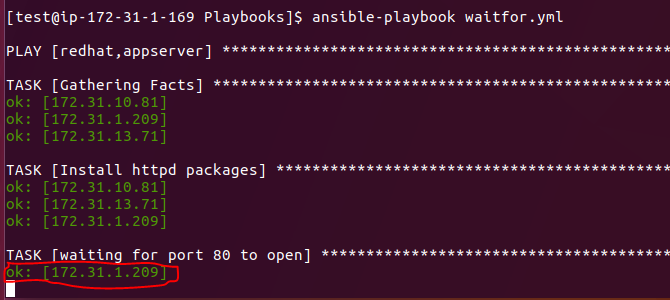 [test@ip-172-31-1-169 Playbooks]$ ansible-playbook waitfor.yml
PLAY [redhat,appserver] *************************************************
TASK [Gathering Facts] **************************************************
ok: [172.31.10.81]
ok: [172.31.1.209]
ok: [172.31.13.71]
TASK [Install httpd packages] *******************************************
ok: [172.31.10.81]
ok: [172.31.13.71]
ok: [172.31.1.209]
TASK [waiting for port 80 to open] **************************************
ok: [172.31.1.209]